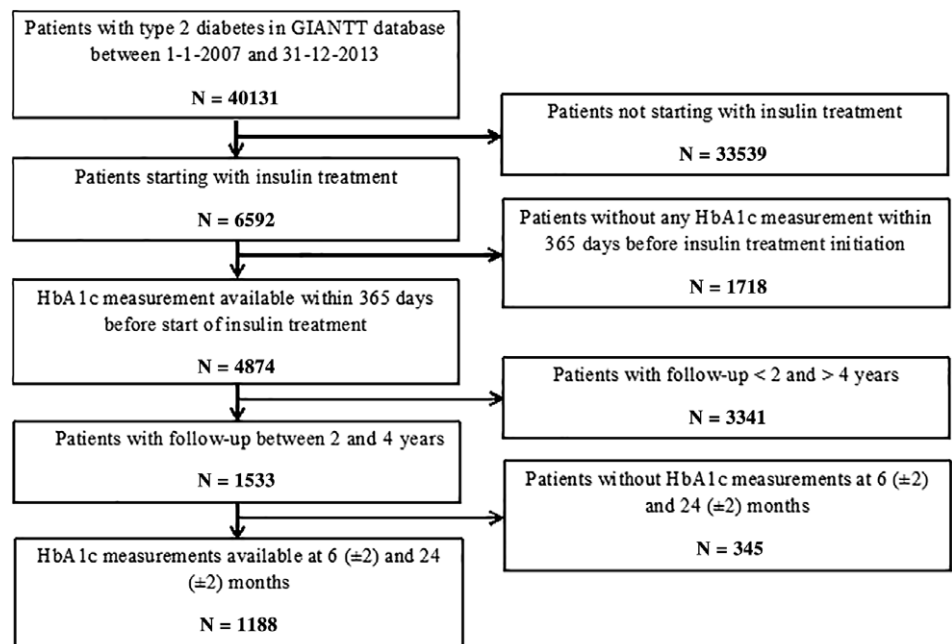 Patients with type 2 diabetes in GIANTT database
between 1-1-2007 and 31-12-2013
N = 40131
Patients not starting with insulin treatment
N = 33539
Patients starting with insulin treatment
N = 6592
Patients without any HbA1c measurement within
365 days before insulin treatment initiation
N = 1718
HbA1c measurement available within 365 days
before start of insulin treatment
N = 4874
Patients with follow-up < 2 and > 4 years
N = 3341
Patients with follow-up between 2 and 4 years
N = 1533
Patients without HbA1c measurements at 6 (±2)
and 24 (±2) months
N = 345
HbA1c measurements available at 6 (±2) and 24
(±2) months
N = 1188